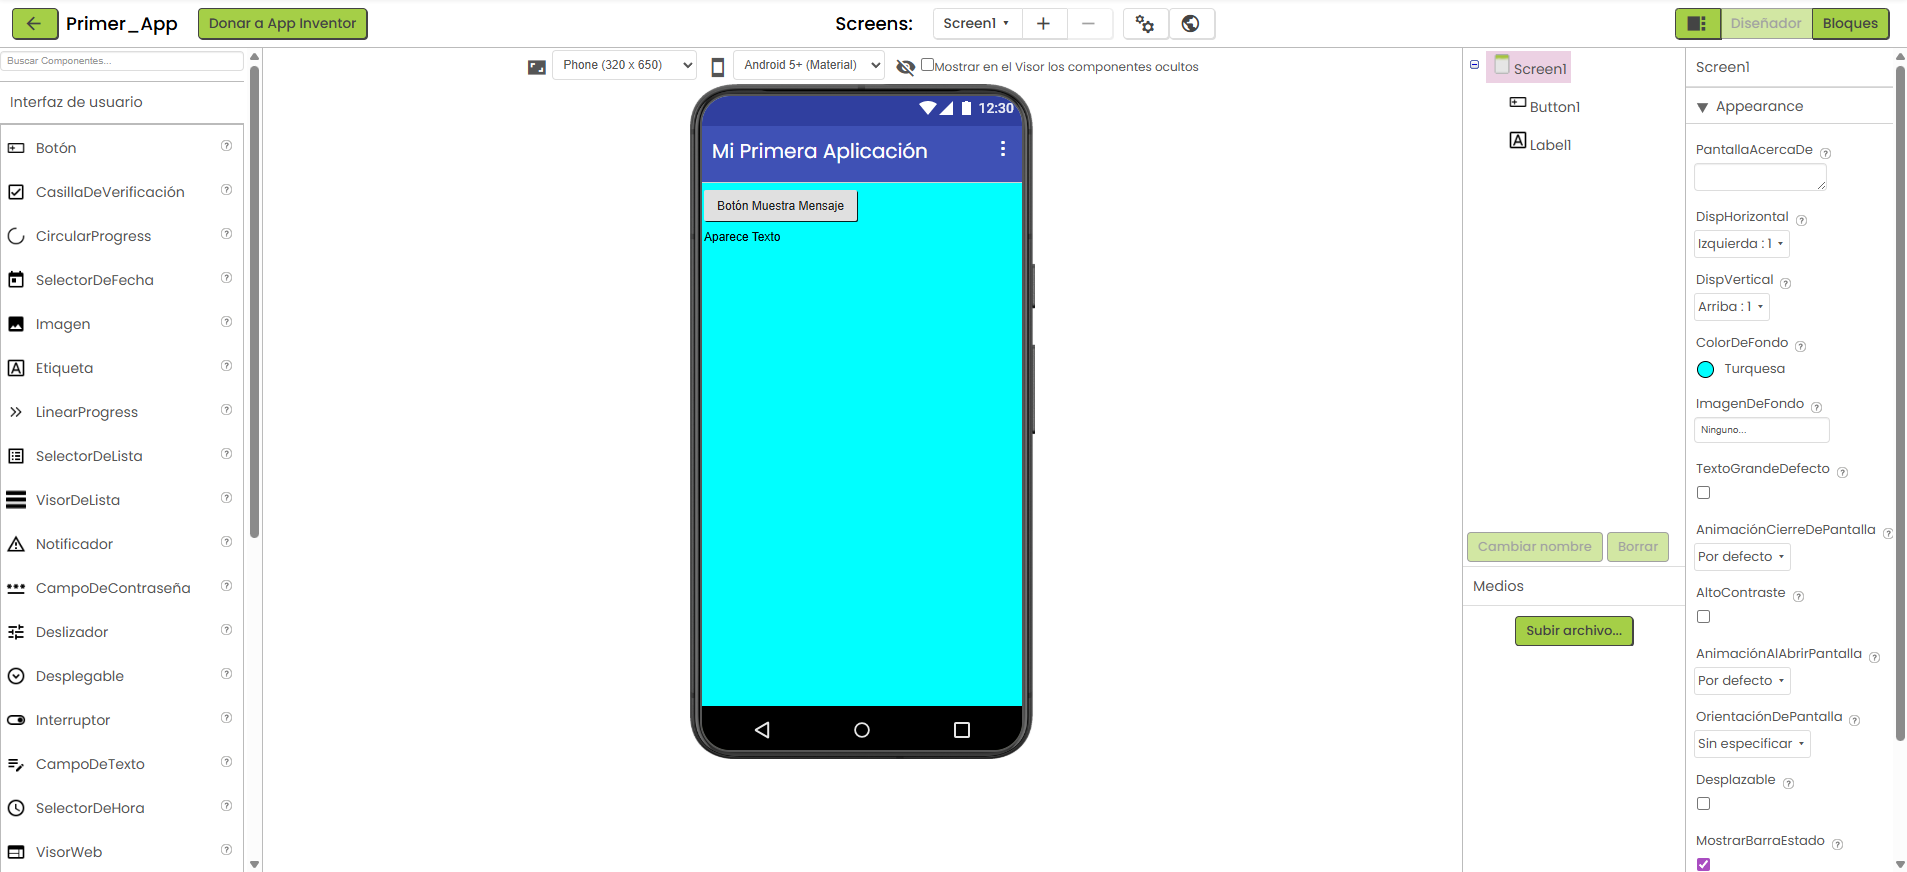 Primer_App
Donar a App Inventor
Screens:
Screen1
Diseñador
Bloques
Buscar Componentes...
Interfaz de usuario
Botón
CasillaDeVerificación
CircularProgress
SelectorDeFecha
Imagen
Etiqueta
LinearProgress
SelectorDeLista
VisorDeLista
Notificador
CampoDeContraseña
Deslizador
Desplegable
Interruptor
CampoDeTexto
SelectorDeHora
VisorWeb
Phone (320 x 650)
Android 5+ (Material)
Mostrar en el Visor los componentes ocultos
12:30
Mi Primera Aplicación
Botón Muestra Mensaje
Aparece Texto
Screen1
Button1
Label1
Cambiar nombre
Borrar
Medios
Subir archivo...
Screen1
Appearance
PantallaAcercaDe
DispHorizontal
Izquierda : 1
DispVertical
Arriba : 1
ColorDeFondo
Turquesa
ImagenDeFondo
Ninguno...
TextoGrandeDefecto
AnimaciónCierreDePantalla
Por defecto
AltoContraste
AnimaciónAlAbrirPantalla
Por defecto
OrientaciónDePantalla
Sin especificar
Desplazable
MostrarBarraEstado